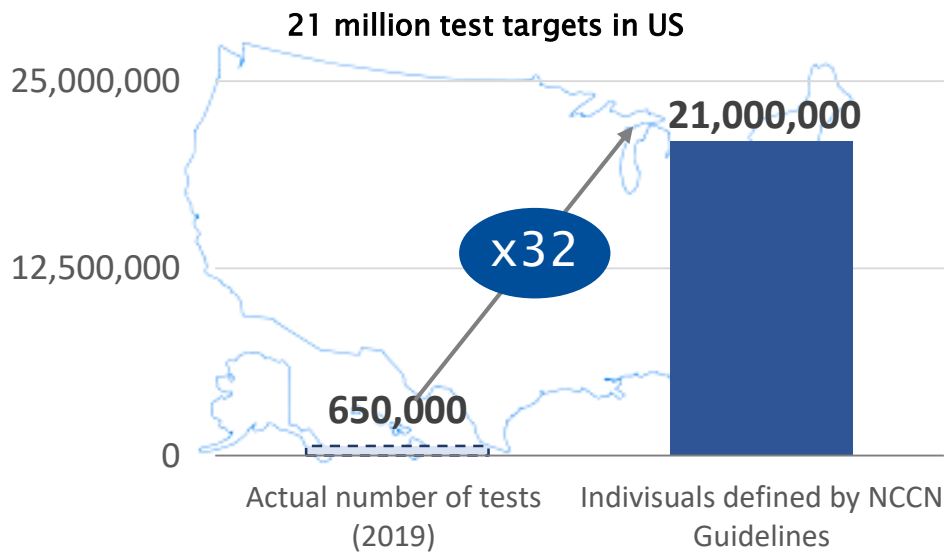 21 million test targets in US
25,000,000
21,000,000
x32
12,500,000
650,000
0
Actual number of tests
(2019)
Indivisuals defined by NCCN
Guidelines